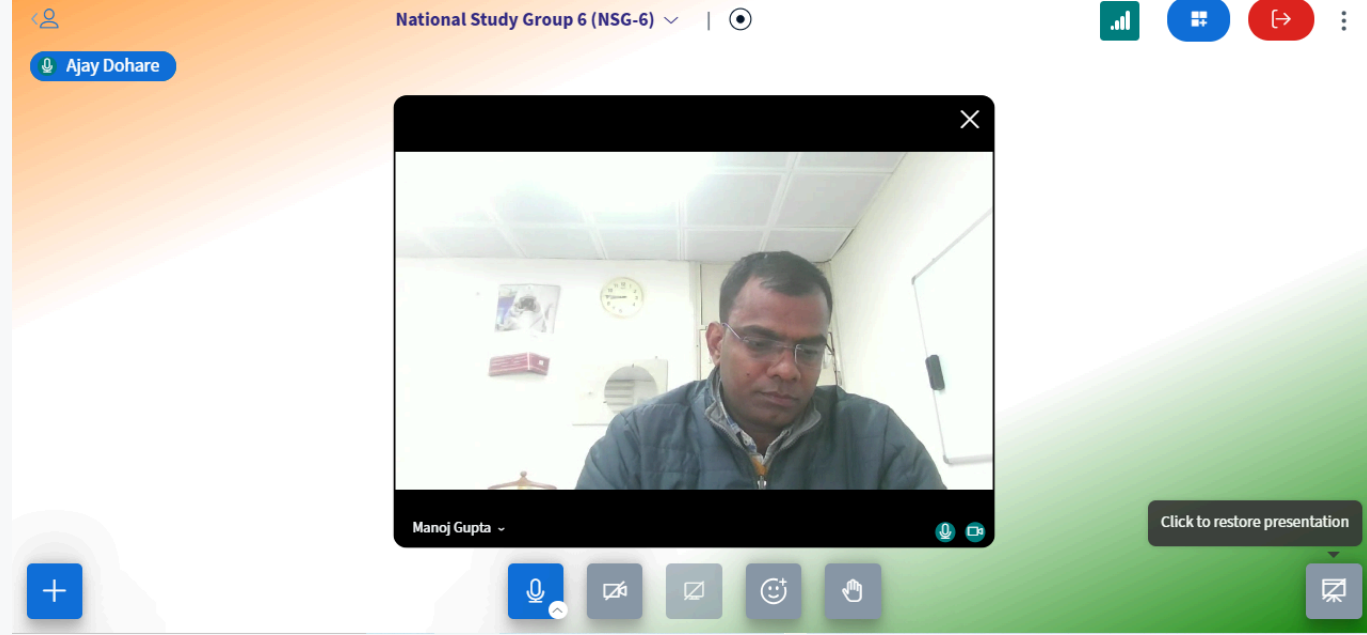 National Study Group 6 (NSG-6)
Ajay Dohare
Manoj Gupta
Click to restore presentation